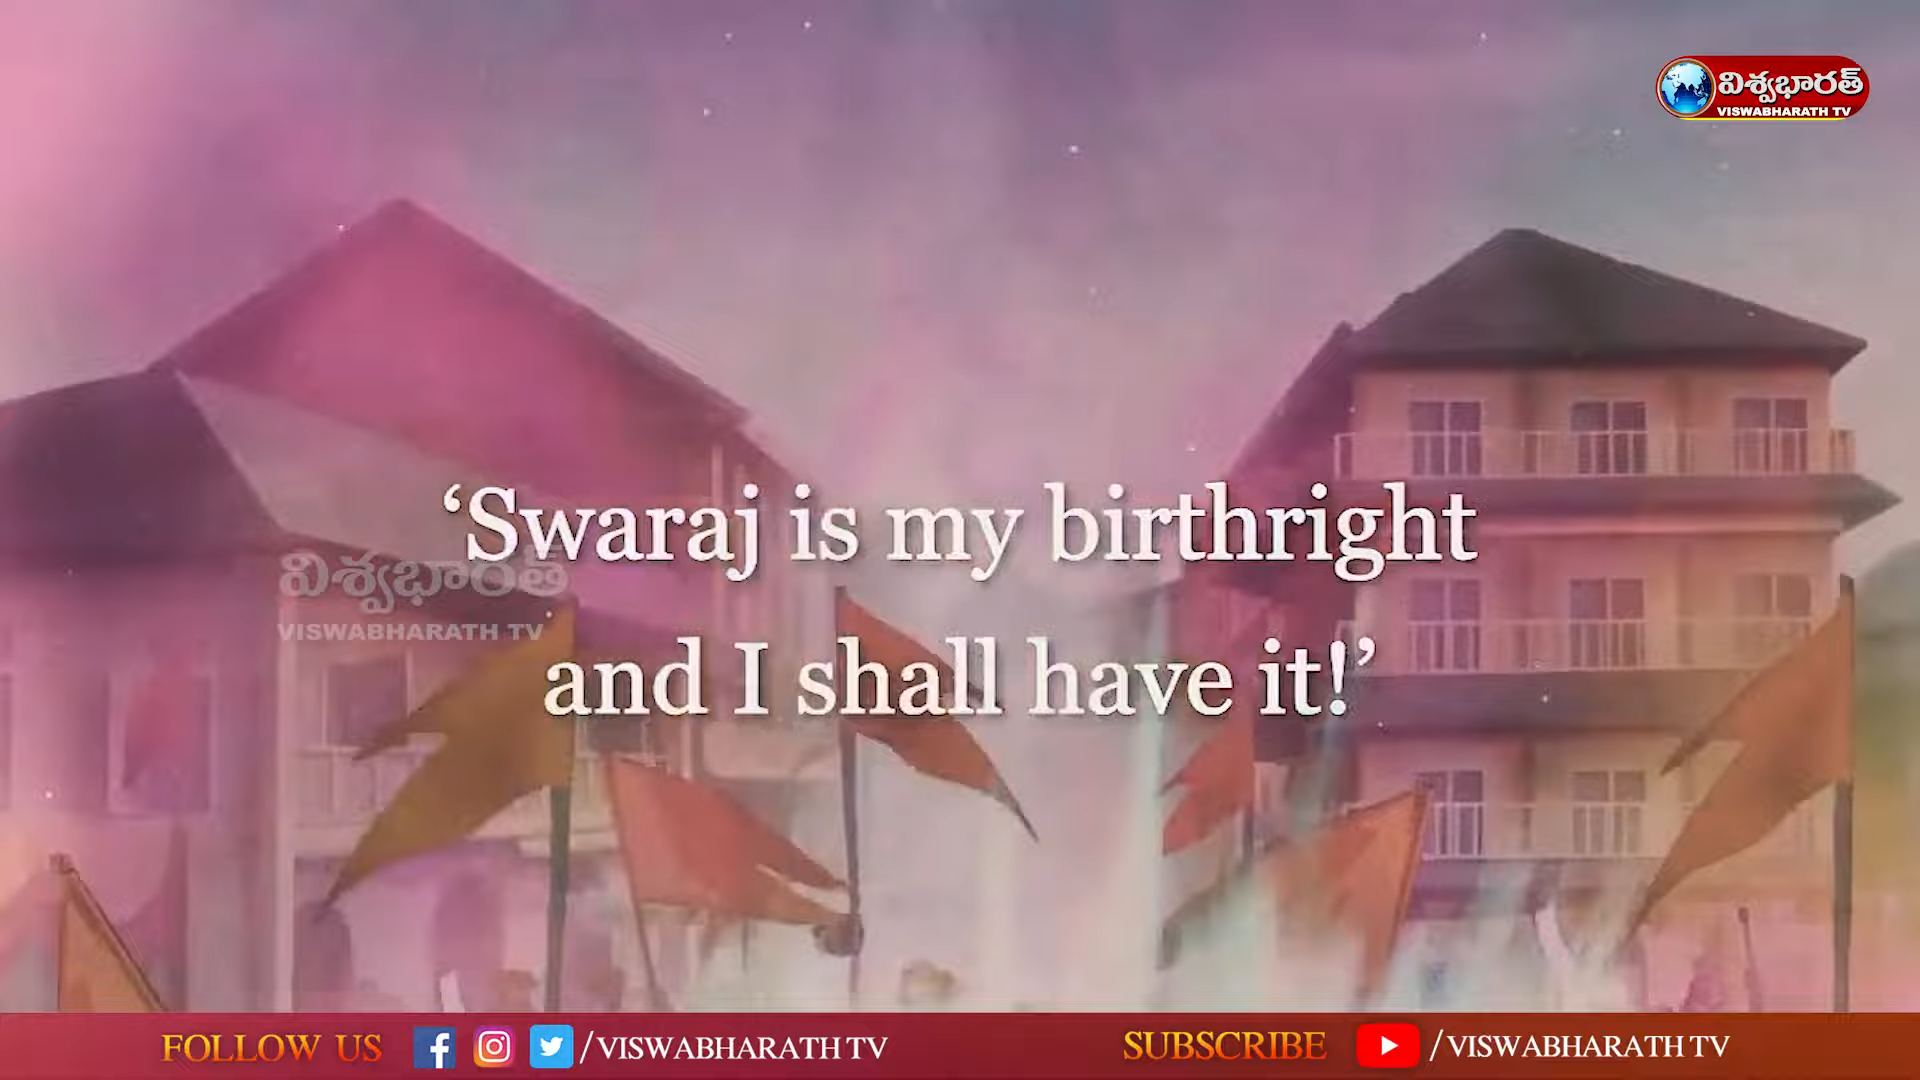 విశ్వభారత్
VISWABHARATH TV
‘Swaraj is my birthright
విశ్వభారత్
VISWABHARATH TV
and I shall have it!’
FOLLOW US /VISWABHARATH TV SUBSCRIBE /VISWABHARATH TV